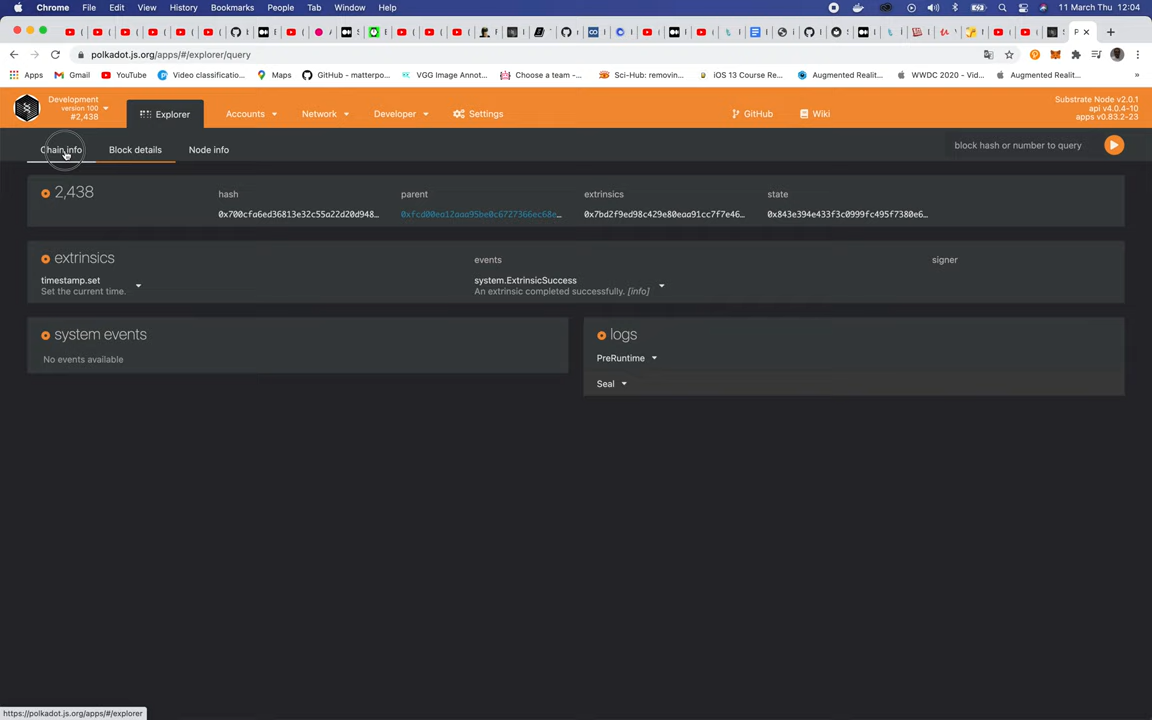 Chrome File Edit View History Bookmarks People Tab Window Help 11 March Thu 12:04
polkadot.js.org/apps/#/explorer/query
Apps Gmail YouTube Video classificatio... Maps GitHub - matterpo... VGG Image Annot... Choose a team -... Sci-Hub: removin... iOS 13 Course Re... Augmented Realit... WWDC 2020 - Vid... Augmented Realit...
Development
version 100
#2,438
Explorer Accounts Network Developer Settings GitHub Wiki
Substrate Node v2.0.1
api v4.0.4-10
apps v0.83.2-23
Chain info Block details Node info block hash or number to query
2,438 hash parent extrinsics state
0x700cfa6ed36813e32c55a22d20d948... 0xfcd00ea12aaa95be0c6727366ec68e... 0x7bd2f9ed98c429e80eaa91cc7f7e46... 0x843e394e433f3c0999fc495f7380e6...
extrinsics events signer
timestamp.set system.ExtrinsicSuccess
Set the current time. An extrinsic completed successfully. [info]
system events logs
No events available PreRuntime
Seal
https://polkadot.js.org/apps/#/explorer